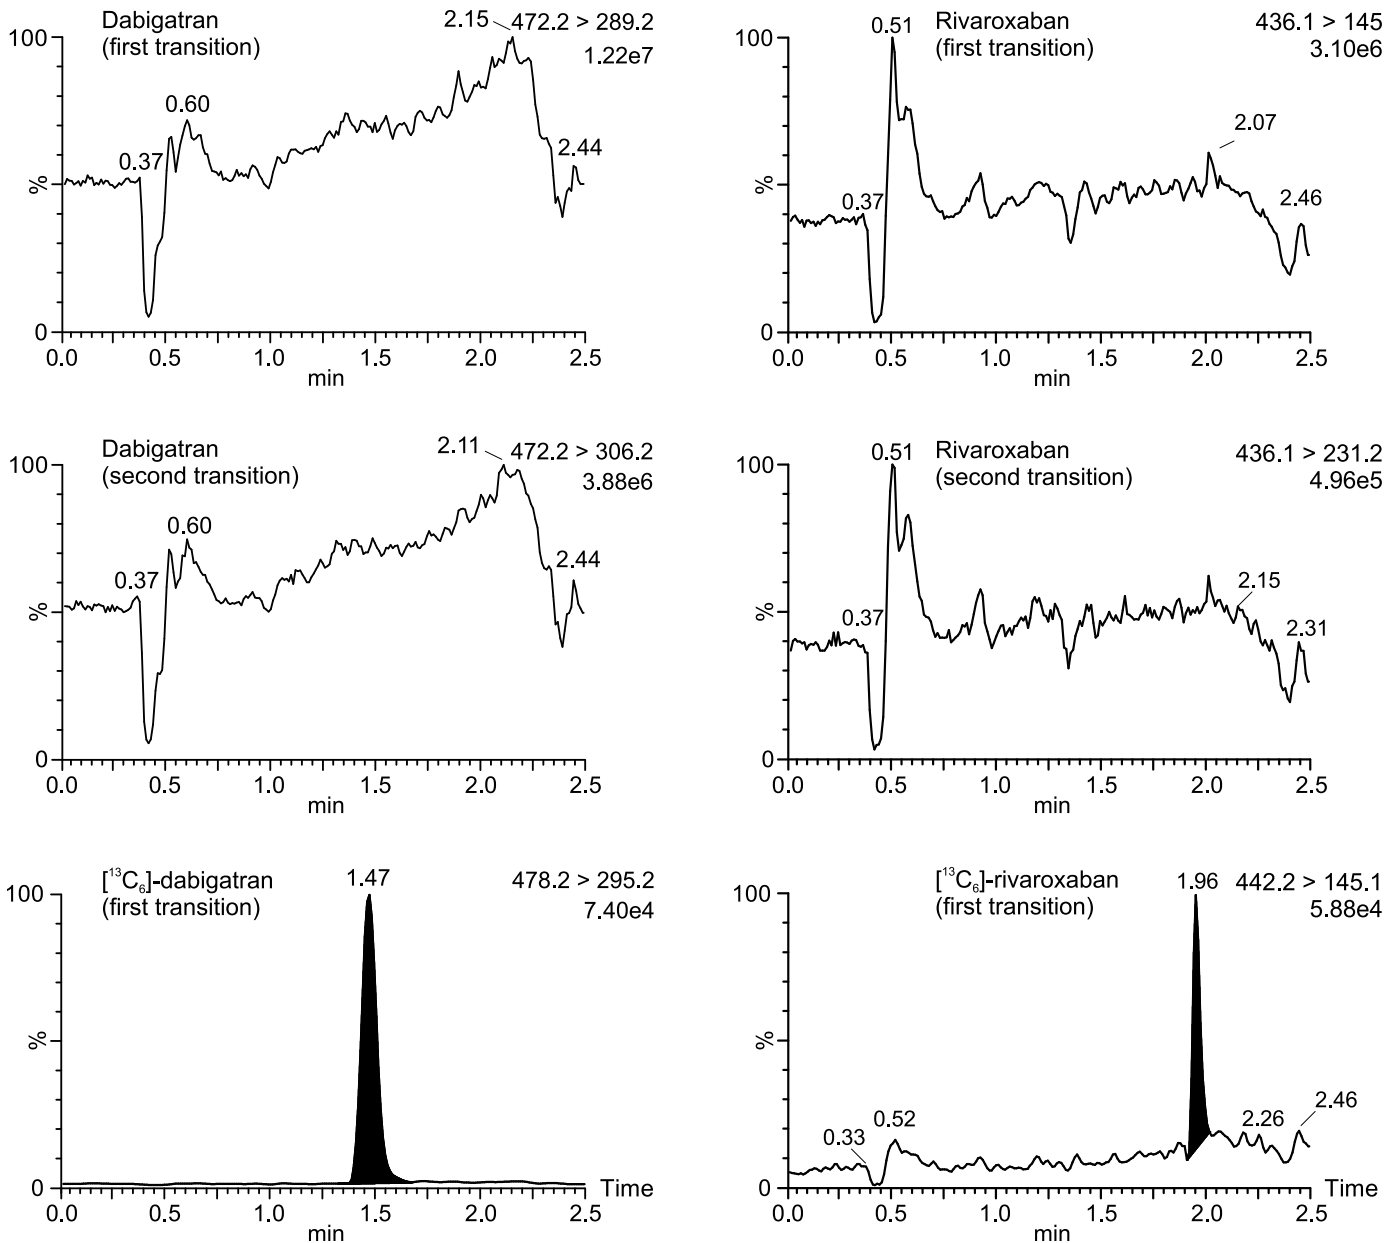 Dabigatran
(first transition)
2.15
472.2 > 289.2
1.22e7
100
0.60
0.37
2.44
%
0
0.0 0.5 1.0 1.5 2.0 2.5
min
Rivaroxaban
(first transition)
0.51
436.1 > 145
3.10e6
100
2.07
0.37
2.46
%
0
0.0 0.5 1.0 1.5 2.0 2.5
min
Dabigatran
(second transition)
2.11
472.2 > 306.2
3.88e6
100
0.60
0.37
2.44
%
0
0.0 0.5 1.0 1.5 2.0 2.5
min
Rivaroxaban
(second transition)
0.51
436.1 > 231.2
4.96e5
100
2.15
0.37
2.31
%
0
0.0 0.5 1.0 1.5 2.0 2.5
min
[¹³C₆]-dabigatran
(first transition)
1.47
478.2 > 295.2
7.40e4
100
%
0
Time
0.0 0.5 1.0 1.5 2.0 2.5
min
[¹³C₆]-rivaroxaban
(first transition)
1.96
442.2 > 145.1
5.88e4
100
%
0.33
0.52
2.26
2.46
0
Time
0.0 0.5 1.0 1.5 2.0 2.5
min